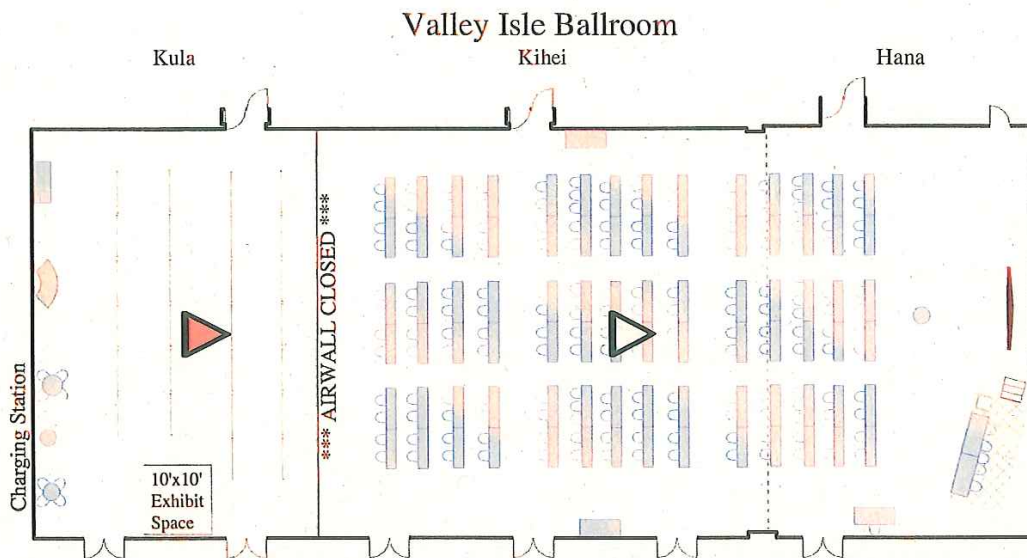 Valley Isle Ballroom
Kula
Kihei
Hana
*** AIRWALL CLOSED ***
Charging Station
10'x10'
Exhibit
Space